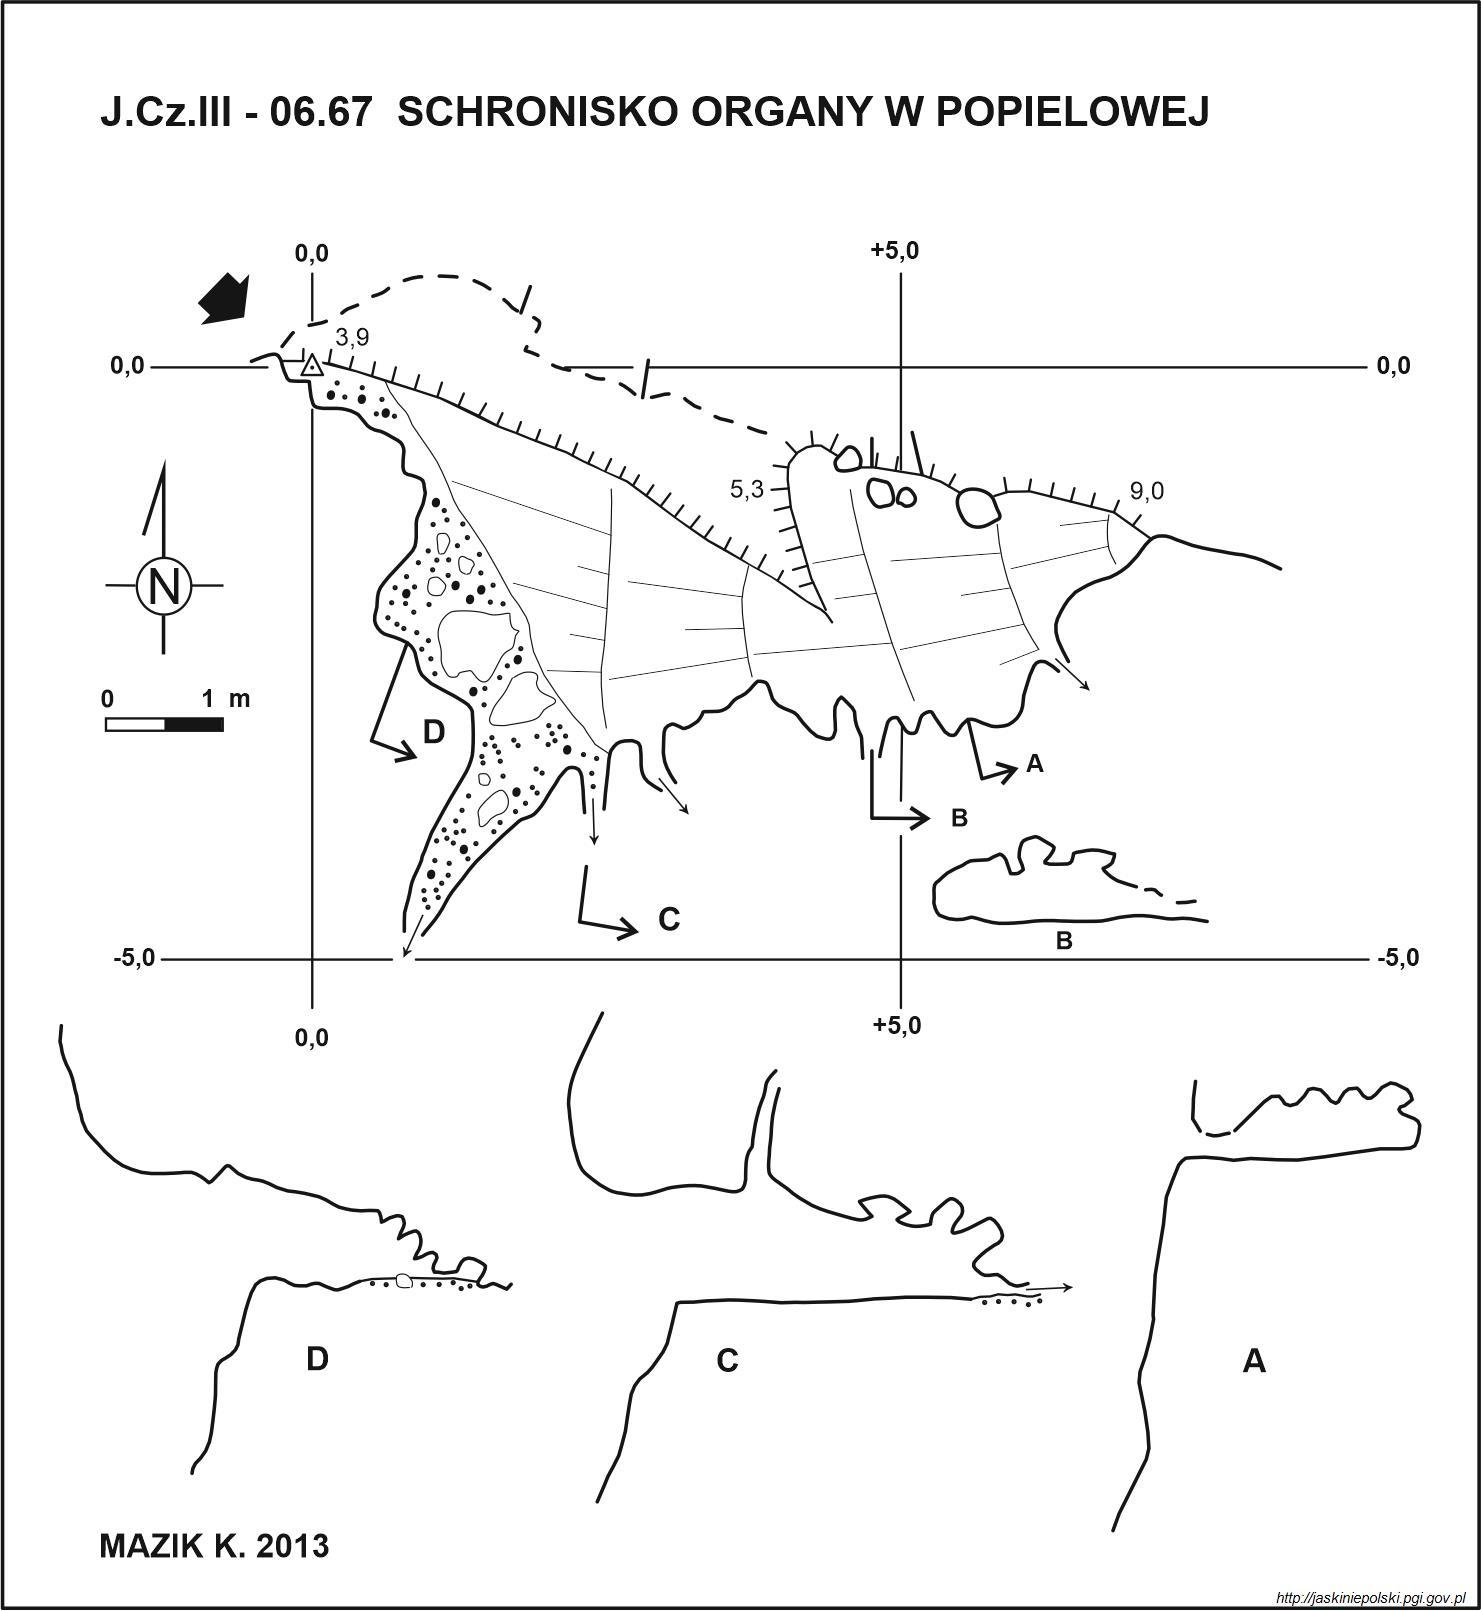 J.Cz.III - 06.67 SCHRONISKO ORGANY W POPIELOWEJ
0,0
+5,0
3,9
0,0
0,0
5,3
9,0
N
0 1 m
D
A
B
C
B
-5,0
-5,0
0,0
+5,0
D
C
A
MAZIK K. 2013
http://jaskiniepolski.pgi.gov.pl